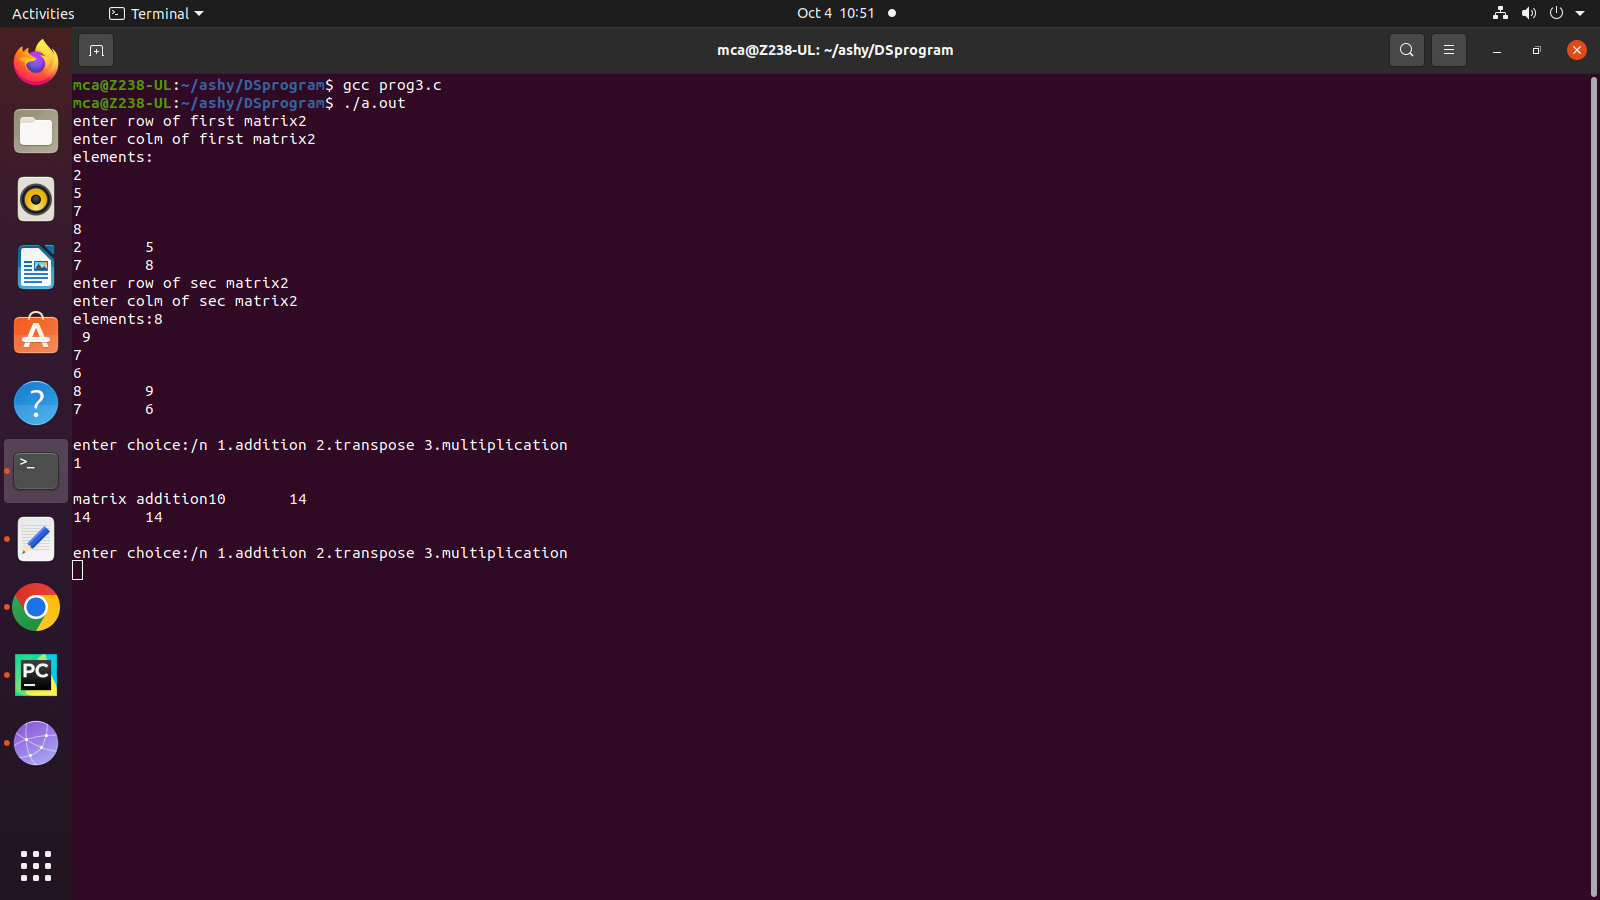 Activities Terminal Oct 4 10:51
mca@Z238-UL: ~/ashy/DSprogram
mca@Z238-UL:~/ashy/DSprogram$ gcc prog3.c
mca@Z238-UL:~/ashy/DSprogram$ ./a.out
enter row of first matrix2
enter colm of first matrix2
elements:
2
5
7
8
2       5
7       8
enter row of sec matrix2
enter colm of sec matrix2
elements:8
 9
7
6
8       9
7       6
enter choice:/n 1.addition 2.transpose 3.multiplication
1
matrix addition10       14
14      14
enter choice:/n 1.addition 2.transpose 3.multiplication
PC